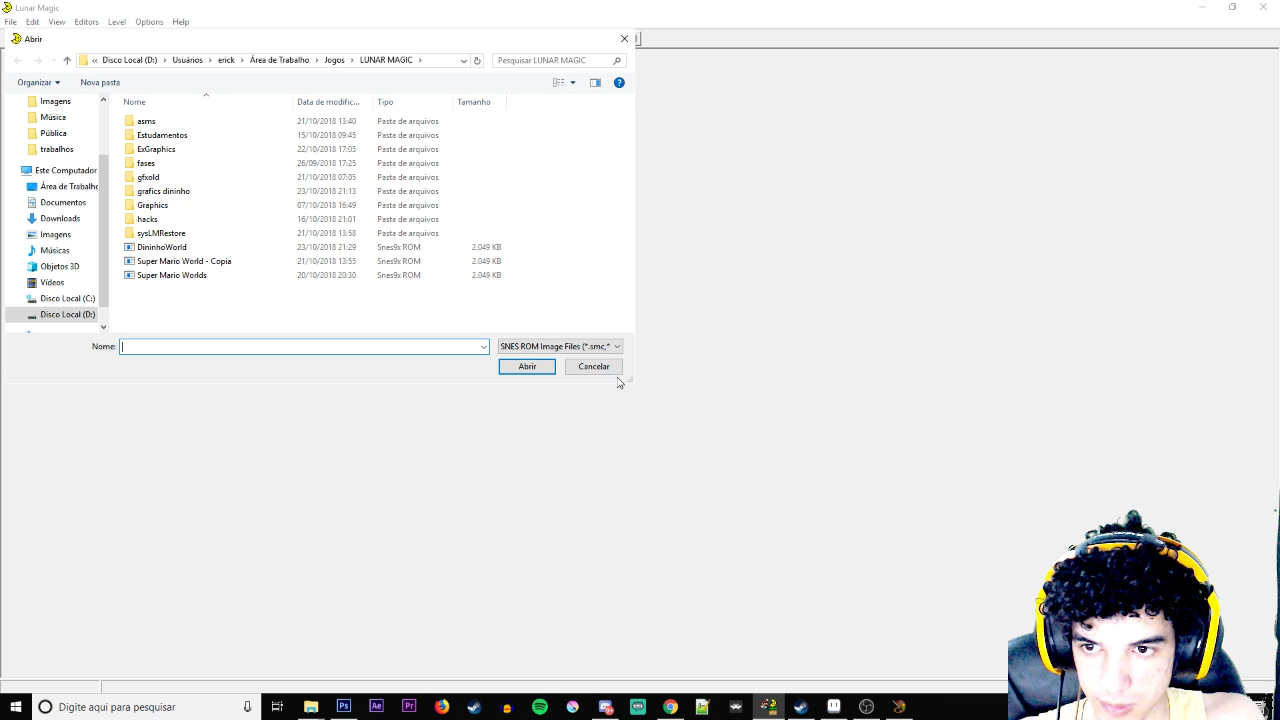 Lunar Magic
File Edit View Editors Level Options Help
Abrir
« Disco Local (D:) > Usuários > erick > Área de Trabalho > Jogos > LUNAR MAGIC >
Pesquisar LUNAR MAGIC
Organizar Nova pasta
Imagens
Música
Pública
trabalhos
Este Computador
Área de Trabalho
Documentos
Downloads
Imagens
Músicas
Objetos 3D
Vídeos
Disco Local (C:)
Disco Local (D:)
Nome Data de modific... Tipo Tamanho
asms 21/10/2018 13:40 Pasta de arquivos
Estudamentos 15/10/2018 09:45 Pasta de arquivos
ExGraphics 22/10/2018 17:05 Pasta de arquivos
fases 26/09/2018 17:25 Pasta de arquivos
gfxold 21/10/2018 07:05 Pasta de arquivos
grafics dininho 23/10/2018 21:13 Pasta de arquivos
Graphics 07/10/2018 16:49 Pasta de arquivos
hacks 16/10/2018 21:01 Pasta de arquivos
sysLMRestore 21/10/2018 13:58 Pasta de arquivos
DininhoWorld 23/10/2018 21:29 Snes9x ROM 2.049 KB
Super Mario World - Copia 21/10/2018 13:55 Snes9x ROM 2.049 KB
Super Mario Worlds 20/10/2018 20:30 Snes9x ROM 2.049 KB
Nome: SNES ROM Image Files (*.smc,*
Abrir Cancelar
Digite aqui para pesquisar
Ps Ae Pr